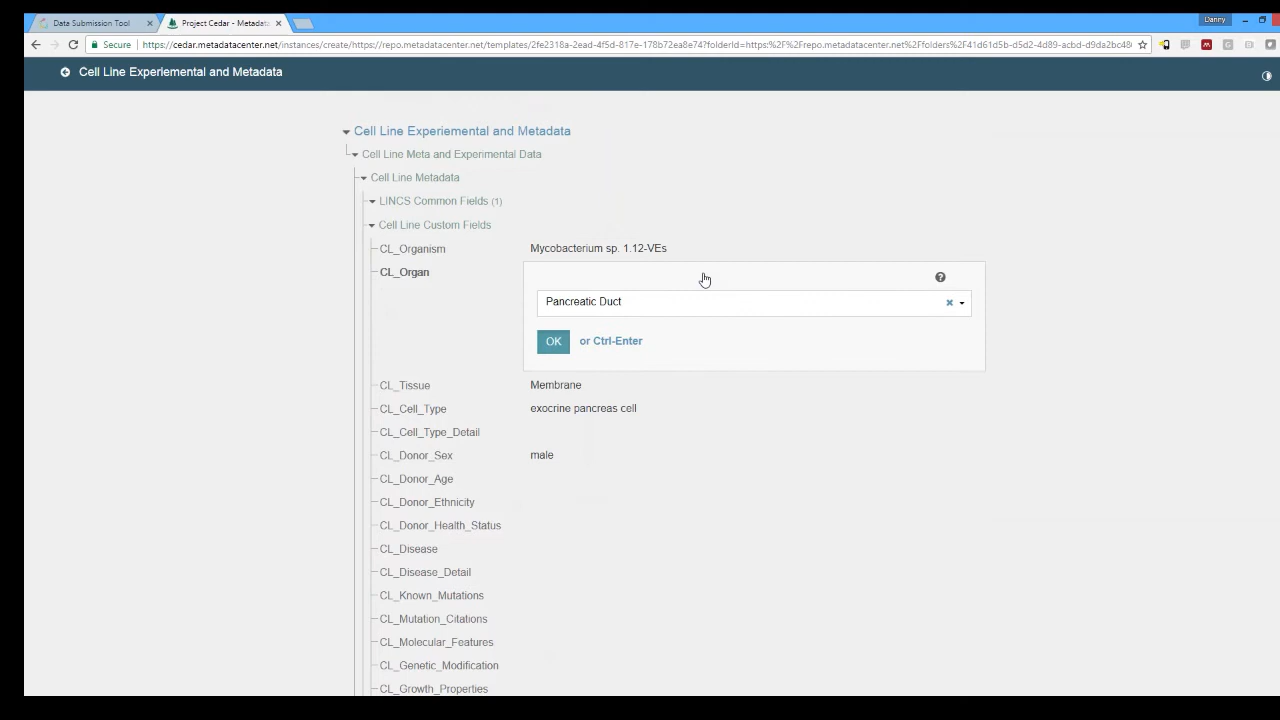 Danny
Data Submission Tool
Project Cedar - Metadata
Secure https://cedar.metadatacenter.net/instances/create/https://repo.metadatacenter.net/templates/2fe2318a-2ead-4f5d-817e-178b72ea8e74?folderId=https:%2F%2Frepo.metadatacenter.net%2Ffolders%2F41d61d5b-d5d2-4d89-acbd-d9da2bc48
Cell Line Experiemental and Metadata
Cell Line Experiemental and Metadata
Cell Line Meta and Experimental Data
Cell Line Metadata
LINCS Common Fields (1)
Cell Line Custom Fields
CL_Organism Mycobacterium sp. 1.12-VEs
CL_Organ
Pancreatic Duct
OK or Ctrl-Enter
CL_Tissue Membrane
CL_Cell_Type exocrine pancreas cell
CL_Cell_Type_Detail
CL_Donor_Sex male
CL_Donor_Age
CL_Donor_Ethnicity
CL_Donor_Health_Status
CL_Disease
CL_Disease_Detail
CL_Known_Mutations
CL_Mutation_Citations
CL_Molecular_Features
CL_Genetic_Modification
CL_Growth_Properties